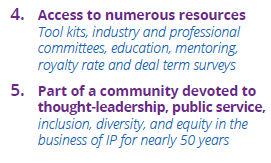 4. Access to numerous resources
Tool kits, industry and professional
committees, education, mentoring,
royalty rate and deal term surveys
5. Part of a community devoted to
thought-leadership, public service,
inclusion, diversity, and equity in the
business of IP for nearly 50 years